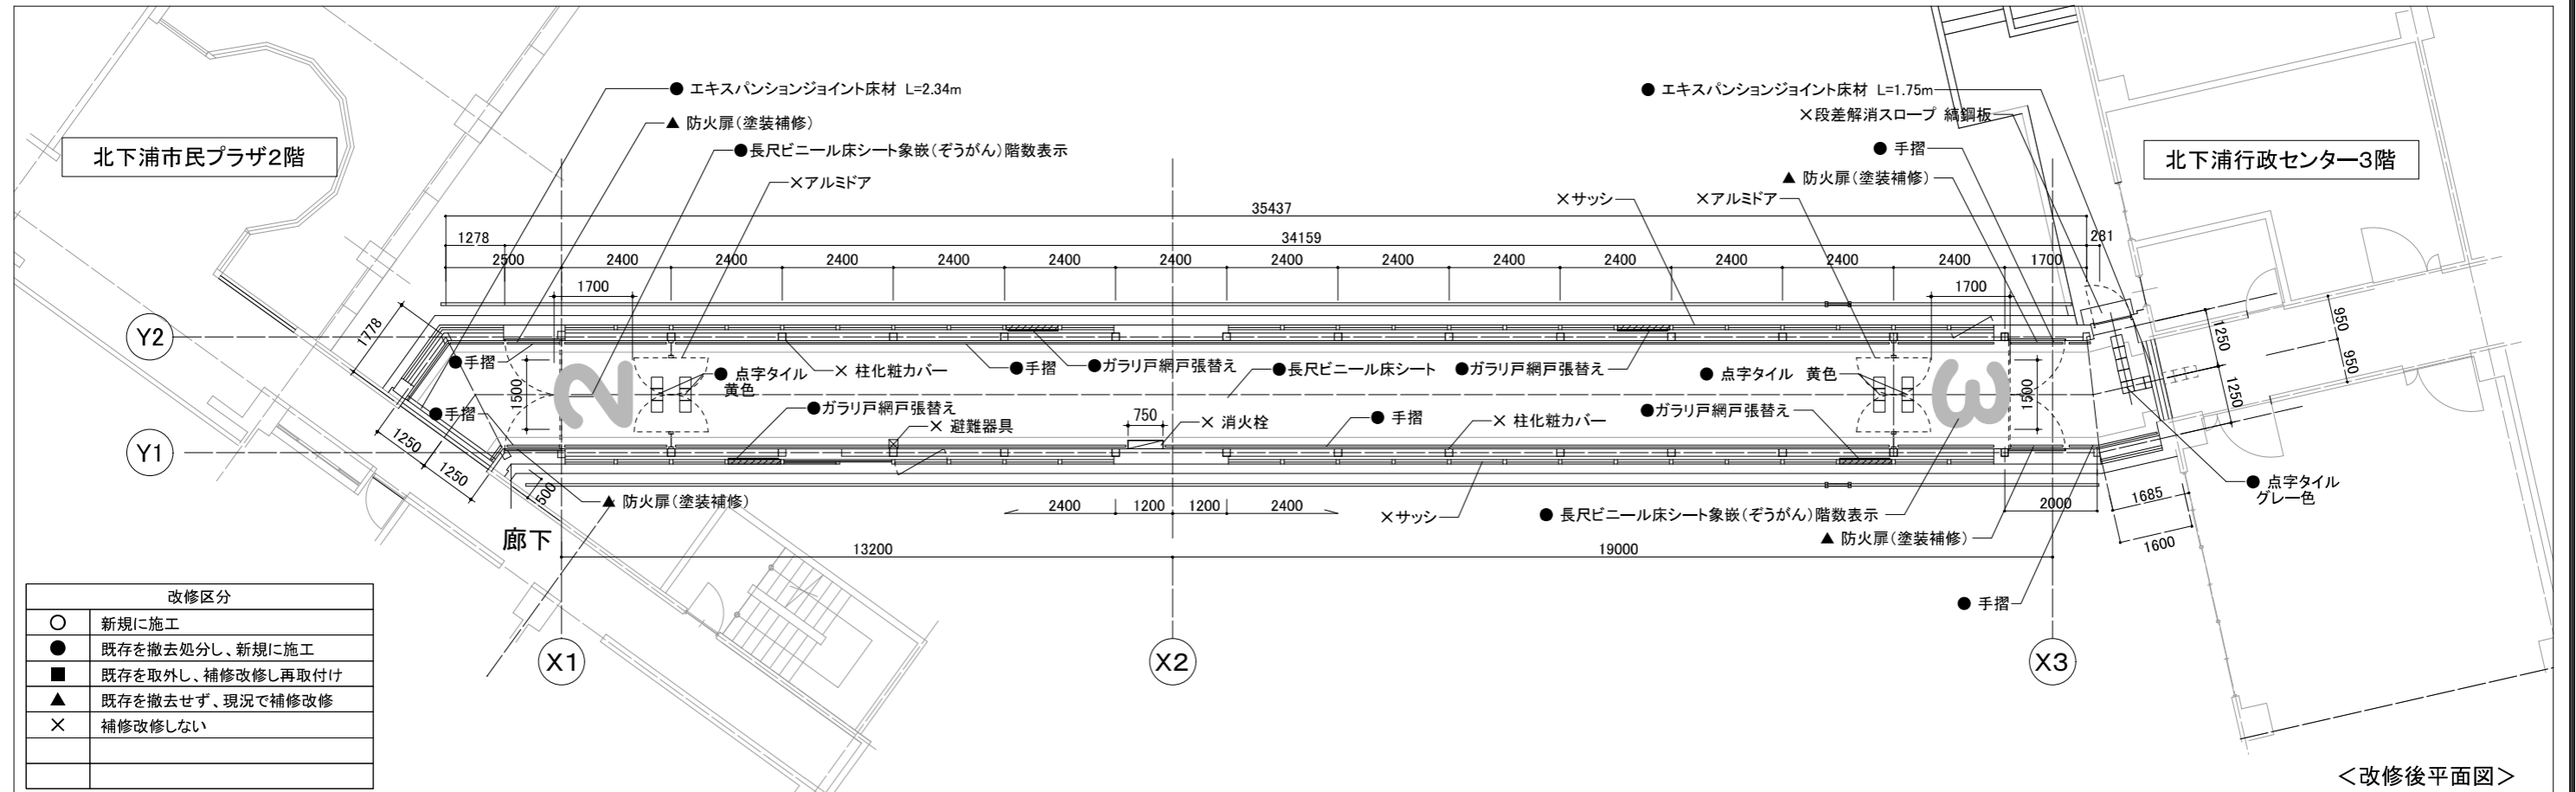 ● エキスパンションジョイント床材 L=2.34m
● エキスパンションジョイント床材 L=1.75m
×段差解消スロープ 縞鋼板
▲ 防火扉(塗装補修)
● 手摺
北下浦市民プラザ2階
●長尺ビニール床シート象嵌(ぞうがん)階数表示
北下浦行政センター3階
×アルミドア
▲ 防火扉(塗装補修)
×サッシ
×アルミドア
35437
1278
34159
281
2500
2400
2400
2400
2400
2400
2400
2400
2400
2400
2400
2400
2400
2400
1700
1700
1700
Y2
1778
1250
950
950
1250
●手摺
× 柱化粧カバー
●手摺
●ガラリ戸網戸張替え
●長尺ビニール床シート
●ガラリ戸網戸張替え
● 点字タイル
黄色
● 点字タイル 黄色
1500
2
3
1500
●手摺
●ガラリ戸網戸張替え
750
× 消火栓
● 手摺
× 柱化粧カバー
●ガラリ戸網戸張替え
× 避難器具
Y1
1250
1250
500
▲ 防火扉(塗装補修)
● 点字タイル
グレー色
1685
2000
1600
2400
1200
1200
2400
×サッシ
● 長尺ビニール床シート象嵌(ぞうがん)階数表示
▲ 防火扉(塗装補修)
廊下
13200
19000
● 手摺
X1
X2
X3
改修区分
○ 新規に施工
● 既存を撤去処分し、新規に施工
■ 既存を取外し、補修改修し再取付け
▲ 既存を撤去せず、現況で補修改修
× 補修改修しない
<改修後平面図>